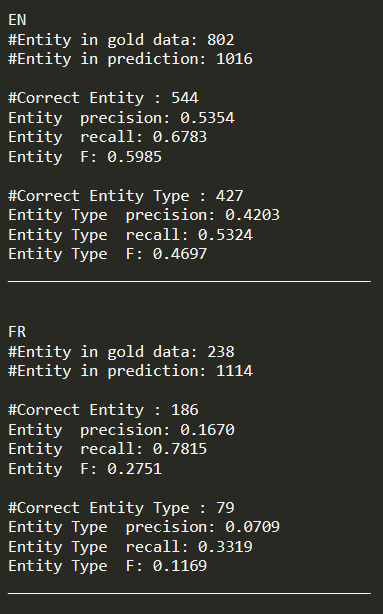 EN
#Entity in gold data: 802
#Entity in prediction: 1016
#Correct Entity : 544
Entity  precision: 0.5354
Entity  recall: 0.6783
Entity  F: 0.5985
#Correct Entity Type : 427
Entity Type  precision: 0.4203
Entity Type  recall: 0.5324
Entity Type  F: 0.4697
FR
#Entity in gold data: 238
#Entity in prediction: 1114
#Correct Entity : 186
Entity  precision: 0.1670
Entity  recall: 0.7815
Entity  F: 0.2751
#Correct Entity Type : 79
Entity Type  precision: 0.0709
Entity Type  recall: 0.3319
Entity Type  F: 0.1169